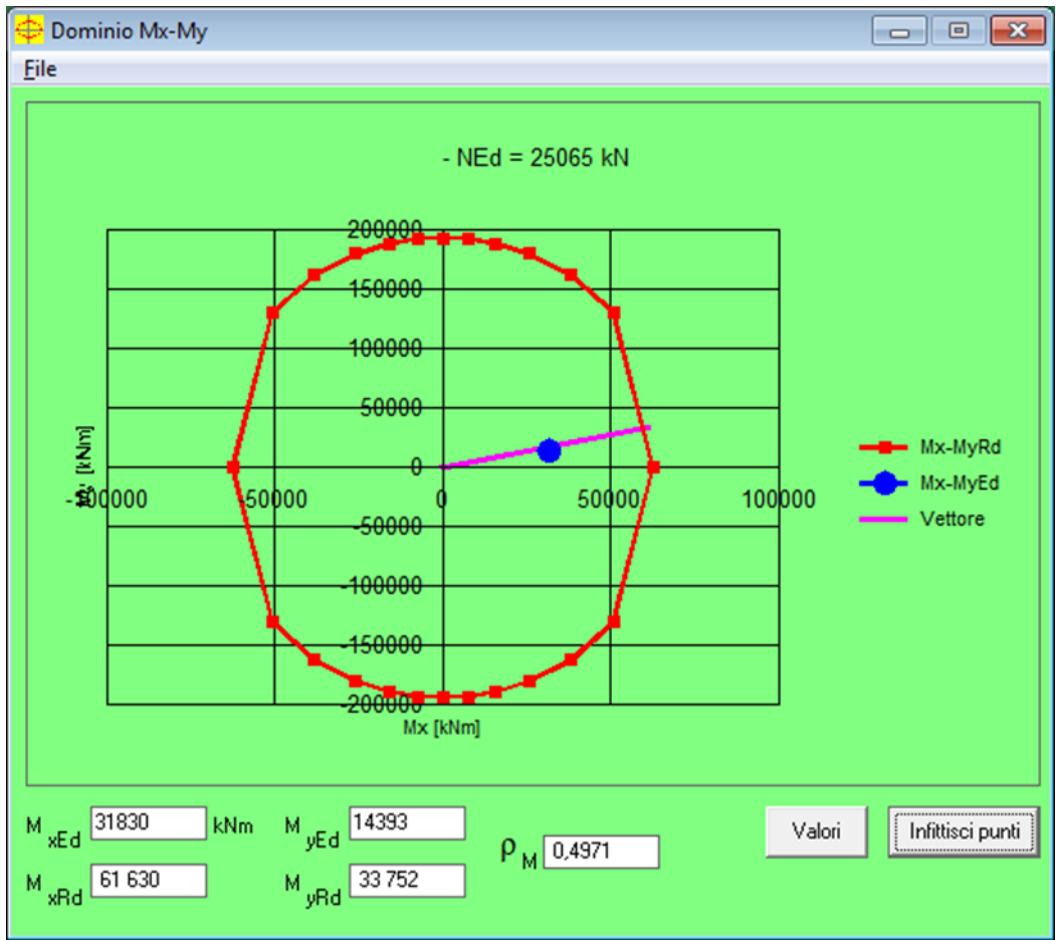 Dominio Mx-My
File
- NEd = 25065 kN
200000
150000
100000
50000
0
-100000 -50000 0 50000 100000
-50000
-100000
-150000
-200000
My [kNm]
Mx [kNm]
Mx-MyRd
Mx-MyEd
Vettore
M xEd 31830 kNm M yEd 14393
ρ M 0,4971
M xRd 61 630 M yRd 33 752
Valori
Infittisci punti